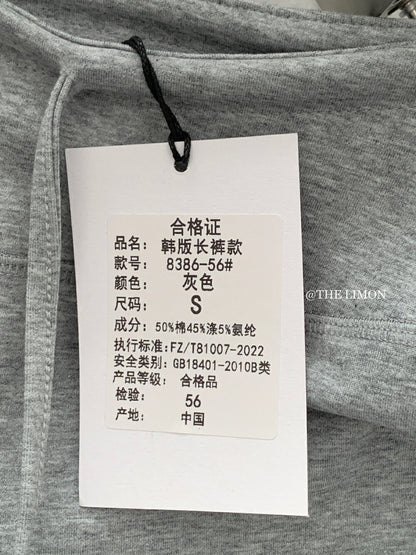 合格证
品名: 韩版长裤款
款号: 8386-56#
颜色: 灰色
尺码: S
成分: 50%棉45%涤5%氨纶
执行标准:FZ/T81007-2022
安全类别:GB18401-2010B类
产品等级: 合格品
检验: 56
产地: 中国
@THE LIMON